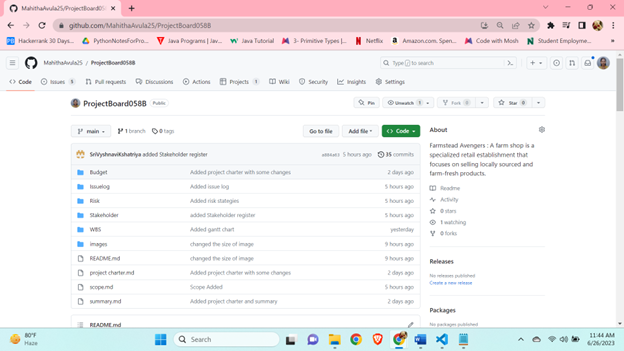 MahithaAvula25/ProjectBoard058B
github.com/MahithaAvula25/ProjectBoard058B
Hackerrank 30 Days...
PythonNotesForPro...
Java Programs | Jav...
Java Tutorial
3- Primitive Types |...
Netflix
Amazon.com. Spen...
Code with Mosh
Student Employme...
»
MahithaAvula25 / ProjectBoard058B
Type / to search
Code
Issues 5
Pull requests
Discussions
Actions
Projects 1
Wiki
Security
Insights
Settings
ProjectBoard058B Public
Pin
Unwatch 1
Fork 0
Star 0
main
1 branch
0 tags
Go to file
Add file
Code
SriVyshnaviKshatriya added Stakeholder register
5 hours ago
35 commits
Budget Added project charter with some changes 2 days ago
Issuelog Added issue log 5 hours ago
Risk Added risk stategies 5 hours ago
Stakeholder added Stakeholder register 5 hours ago
WBS Added gantt chart yesterday
images changed the size of image 9 hours ago
README.md changed the size of image 9 hours ago
project charter.md Added project charter with some changes 2 days ago
scope.md Scope Added 5 hours ago
summary.md Added project charter and summary 2 days ago
README.md
About
Farmstead Avengers : A farm shop is a
specialized retail establishment that
focuses on selling locally sourced and
farm-fresh products.
Readme
Activity
0 stars
1 watching
0 forks
Releases
No releases published
Create a new release
Packages
No packages published
80°F
Haze
Search
11:44 AM
6/26/2023